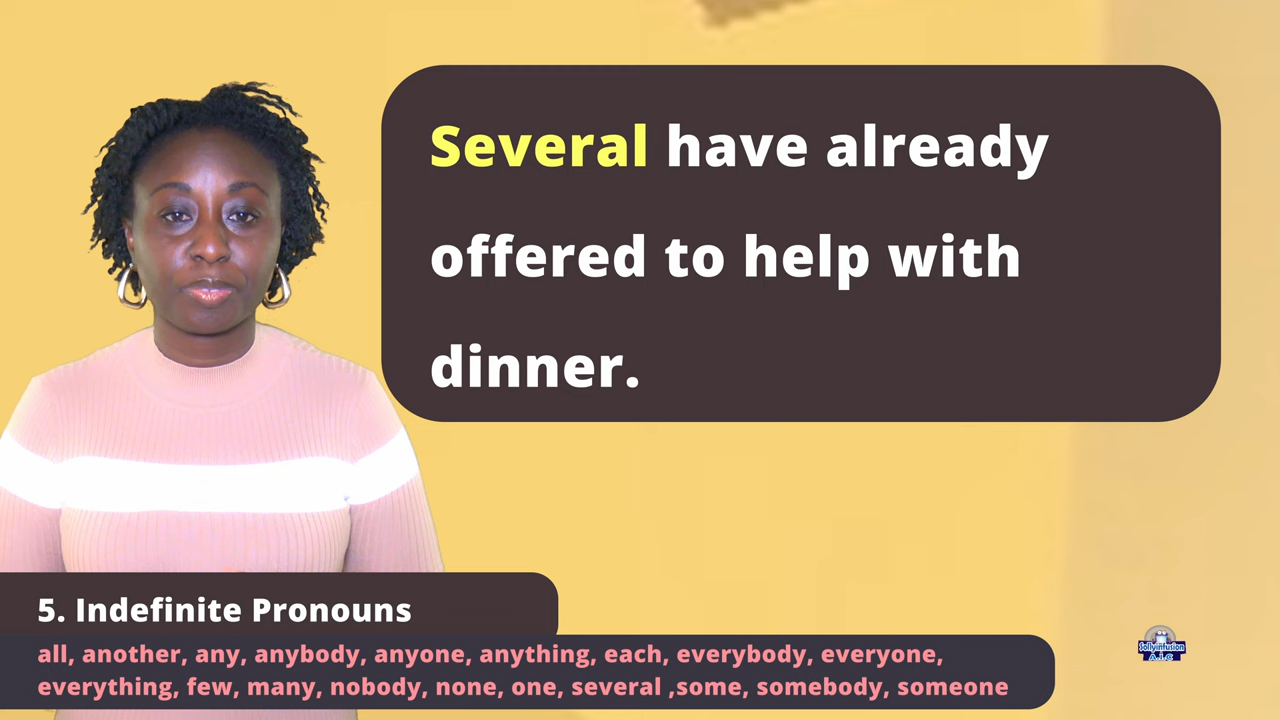 Several have already
offered to help with
dinner.
5. Indefinite Pronouns
all, another, any, anybody, anyone, anything, each, everybody, everyone,
everything, few, many, nobody, none, one, several ,some, somebody, someone
Sollyinfusion
A.I.C